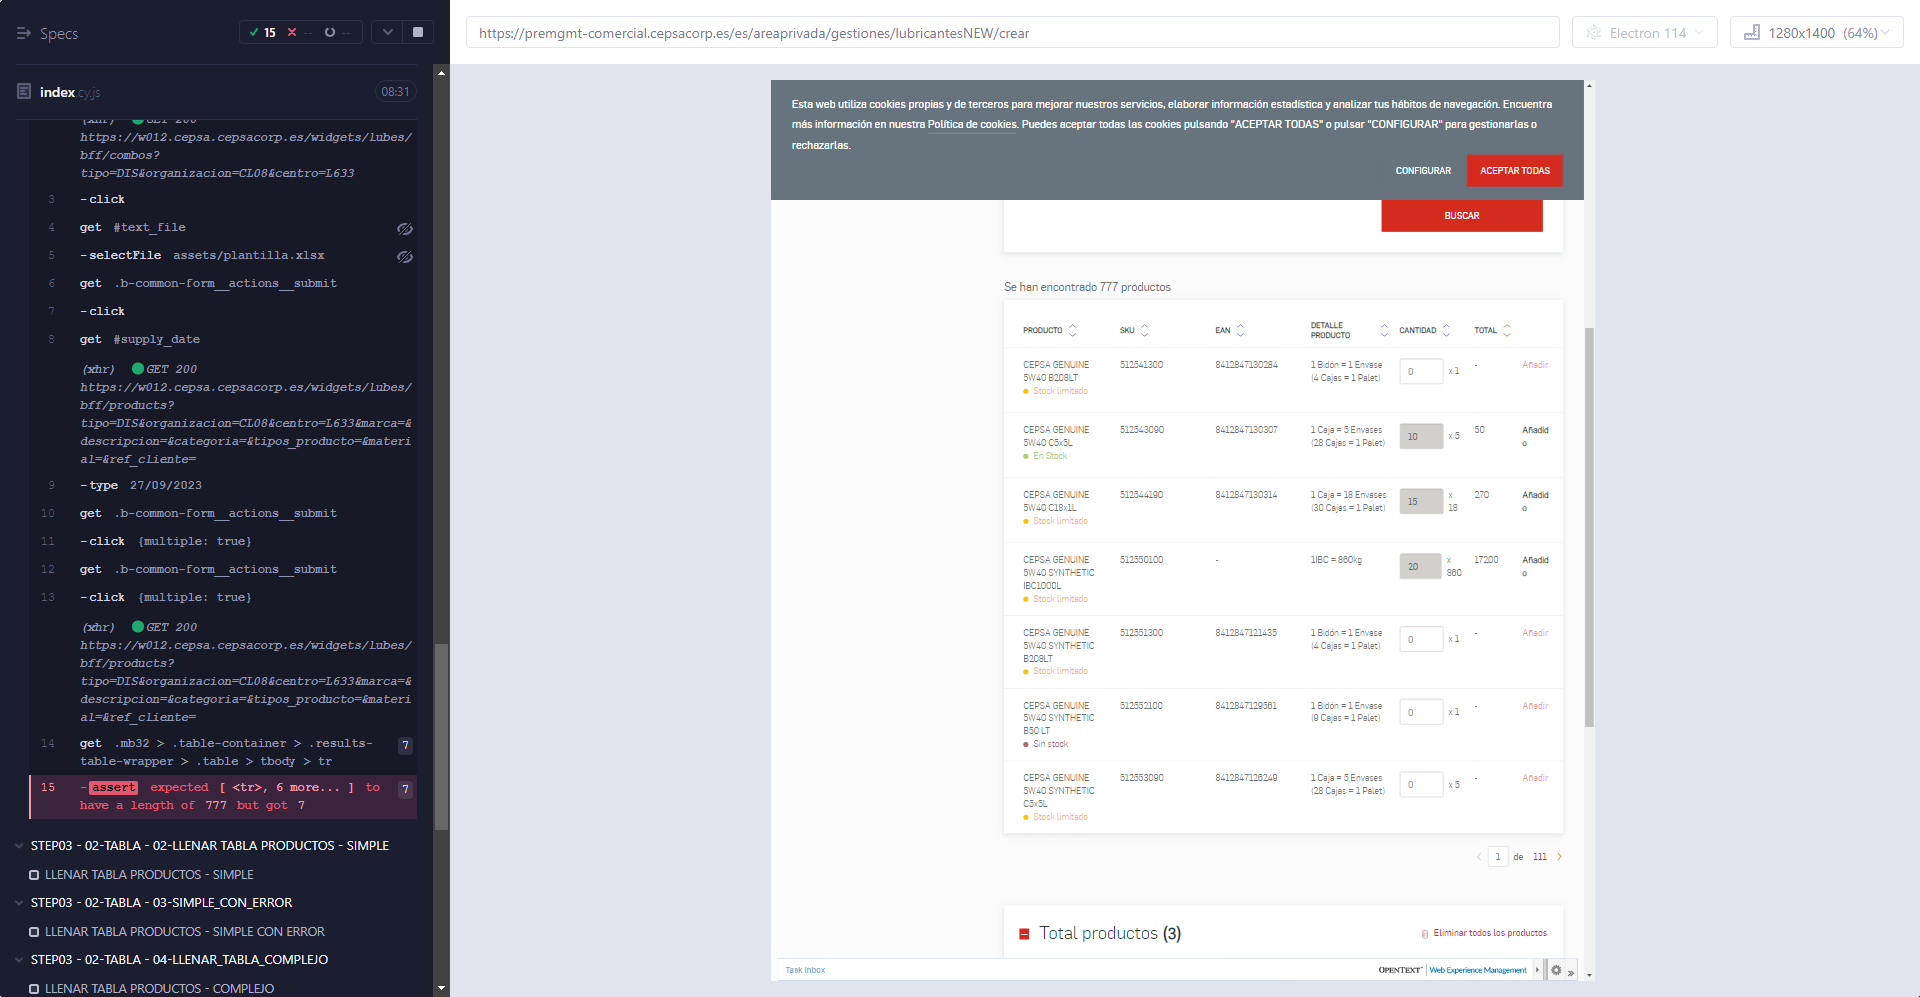 Specs
15
--
--
https://premgmt-comercial.cepsacorp.es/es/areaprivada/gestiones/lubricantesNEW/crear
Electron 114
1280x1400 (64%)
index.cy.js
08:31
(xhr) GET 200
https://w012.cepsa.cepsacorp.es/widgets/lubes/
bff/combos?
tipo=DIS&organizacion=CL08&centro=L633
3 -click
4 get #text_file
5 -selectFile assets/plantilla.xlsx
6 get .b-common-form__actions__submit
7 -click
8 get #supply_date
(xhr) GET 200
https://w012.cepsa.cepsacorp.es/widgets/lubes/
bff/products?
tipo=DIS&organizacion=CL08&centro=L633&marca=&
descripcion=&categoria=&tipos_producto=&materi
al=&ref_cliente=
9 -type 27/09/2023
10 get .b-common-form__actions__submit
11 -click {multiple: true}
12 get .b-common-form__actions__submit
13 -click {multiple: true}
(xhr) GET 200
https://w012.cepsa.cepsacorp.es/widgets/lubes/
bff/products?
tipo=DIS&organizacion=CL08&centro=L633&marca=&
descripcion=&categoria=&tipos_producto=&materi
al=&ref_cliente=
14 get .mb32 > .table-container > .results- 7
table-wrapper > .table > tbody > tr
15 -assert expected [ <tr>, 6 more... ] to 7
have a length of 777 but got 7
STEP03 - 02-TABLA - 02-LLENAR TABLA PRODUCTOS - SIMPLE
LLENAR TABLA PRODUCTOS - SIMPLE
STEP03 - 02-TABLA - 03-SIMPLE_CON_ERROR
LLENAR TABLA PRODUCTOS - SIMPLE CON ERROR
STEP03 - 02-TABLA - 04-LLENAR_TABLA_COMPLEJO
LLENAR TABLA PRODUCTOS - COMPLEJO
Esta web utiliza cookies propias y de terceros para mejorar nuestros servicios, elaborar información estadística y analizar tus hábitos de navegación. Encuentra
más información en nuestra Política de cookies. Puedes aceptar todas las cookies pulsando "ACEPTAR TODAS" o pulsar "CONFIGURAR" para gestionarlas o
rechazarlas.
CONFIGURAR
ACEPTAR TODAS
BUSCAR
Se han encontrado 777 productos
PRODUCTO SKU EAN DETALLE PRODUCTO CANTIDAD TOTAL
CEPSA GENUINE 512541300 8412847130284 1 Bidón = 1 Envase 0 x 1 - Añadir
5W40 B208LT (4 Cajas = 1 Palet)
Stock limitado
CEPSA GENUINE 512543090 8412847130307 1 Caja = 5 Envases 10 x 5 50 Añadid
5W40 C5x5L (28 Cajas = 1 Palet) o
En Stock
CEPSA GENUINE 512544190 8412847130314 1 Caja = 18 Envases 15 x 270 Añadid
5W40 C18x1L (30 Cajas = 1 Palet) 18 o
Stock limitado
CEPSA GENUINE 512550100 - 1IBC = 860kg 20 x 17200 Añadid
5W40 SYNTHETIC 860 o
IBC1000L
Stock limitado
CEPSA GENUINE 512551300 8412847121435 1 Bidón = 1 Envase 0 x 1 - Añadir
5W40 SYNTHETIC (4 Cajas = 1 Palet)
B208LT
Stock limitado
CEPSA GENUINE 512552100 8412847129561 1 Bidón = 1 Envase 0 x 1 - Añadir
5W40 SYNTHETIC (9 Cajas = 1 Palet)
B50 LT
Sin stock
CEPSA GENUINE 512553090 8412847126249 1 Caja = 5 Envases 0 x 5 - Añadir
5W40 SYNTHETIC (28 Cajas = 1 Palet)
C5x5L
Stock limitado
1 de 111
Total productos (3)
Eliminar todos los productos
Task Inbox
OPENTEXT™ Web Experience Management